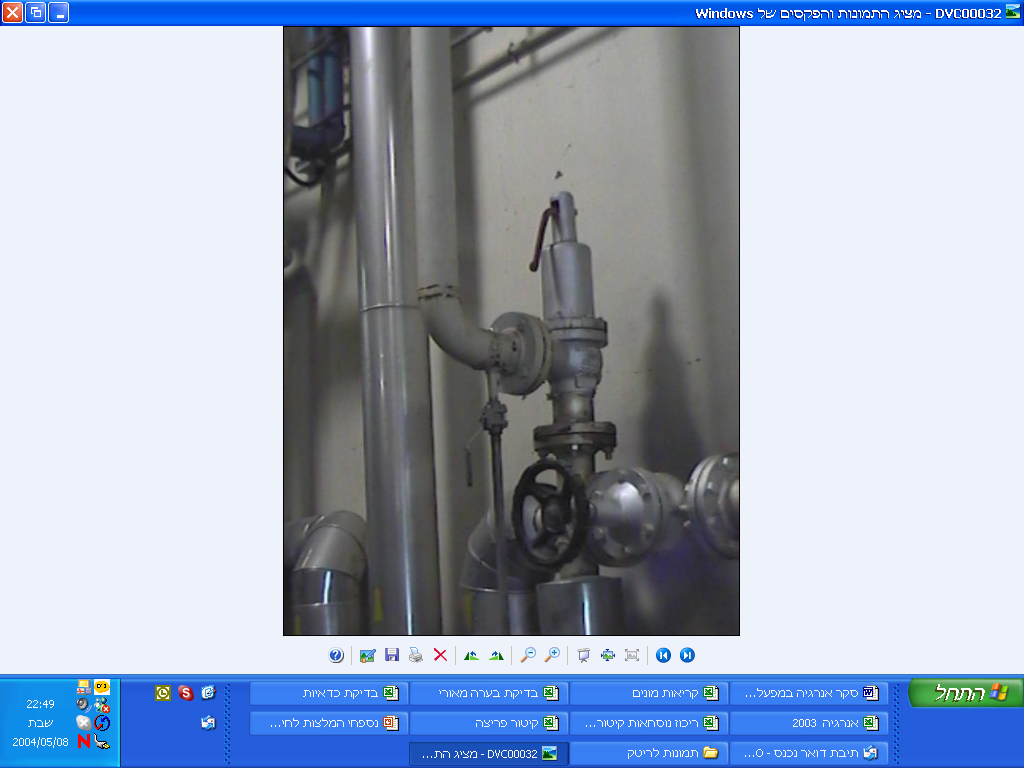 DVC00032 - מציג התמונות והפקסים של Windows
התחל
סקר אנרגיה במפעל...
קריאות מונים
בדיקת בערה מאורי
בדיקת כדאיות
אנרגיה 2003
ריכוז נוסחאות קיטור...
קיטור פריצה
נספחי המלצות לחי...
תיבת דואר נכנס - O...
תמונות לריטק
DVC00032 - מציג הת...
22:49
שבת
2004/05/08